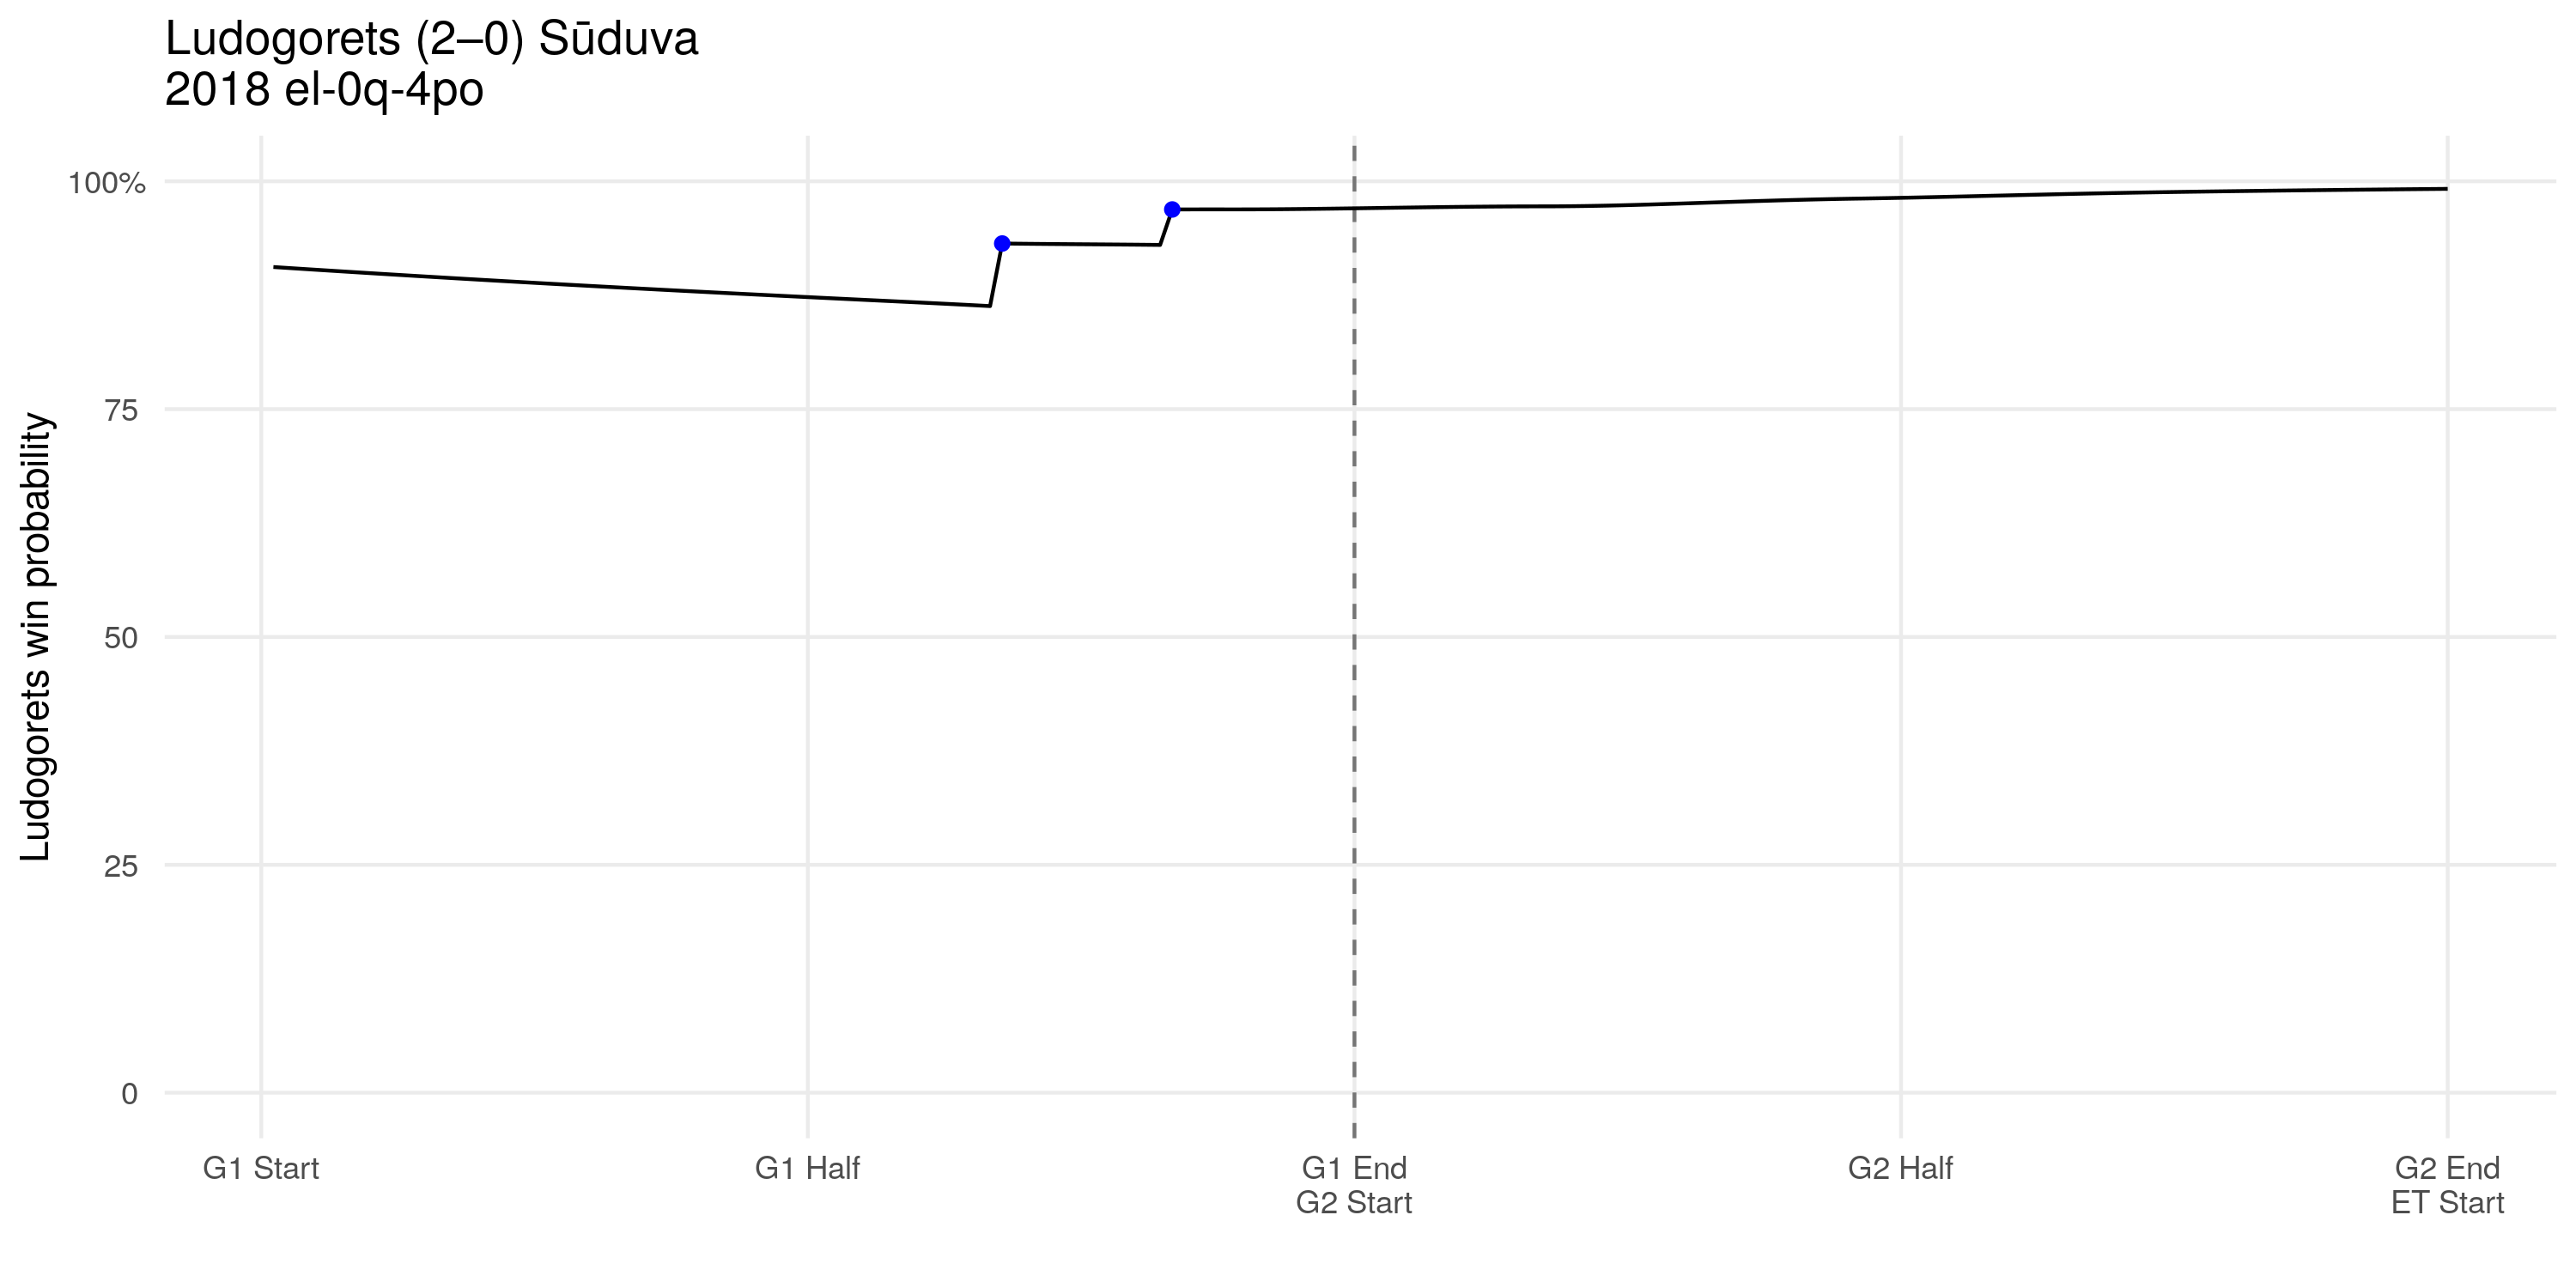 Ludogorets (2–0) Sūduva
2018 el-0q-4po
Ludogorets win probability
100%
75
50
25
0
G1 Start
G1 Half
G1 End
G2 Start
G2 Half
G2 End
ET Start